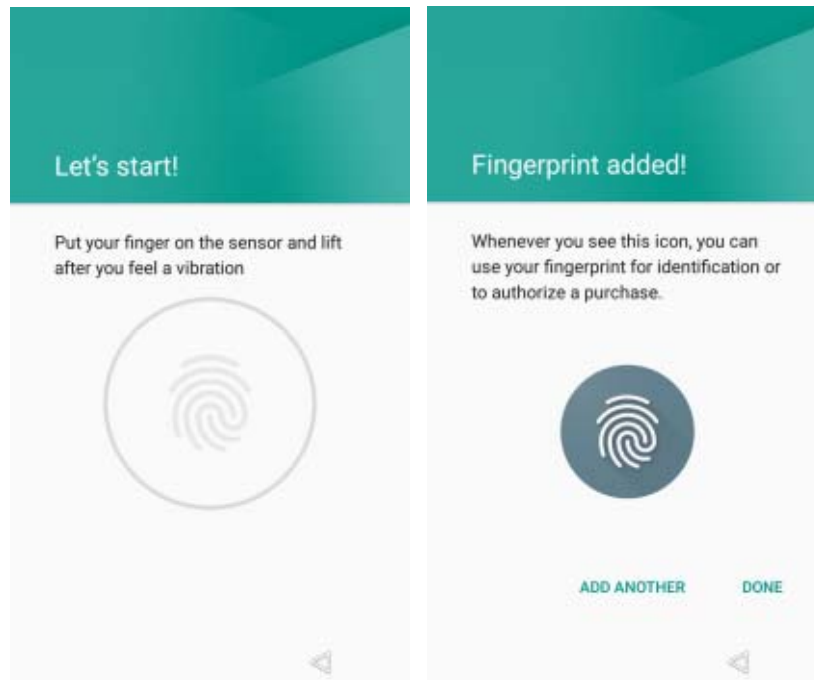 Let's start!
Put your finger on the sensor and lift
after you feel a vibration
Fingerprint added!
Whenever you see this icon, you can
use your fingerprint for identification or
to authorize a purchase.
ADD ANOTHER DONE